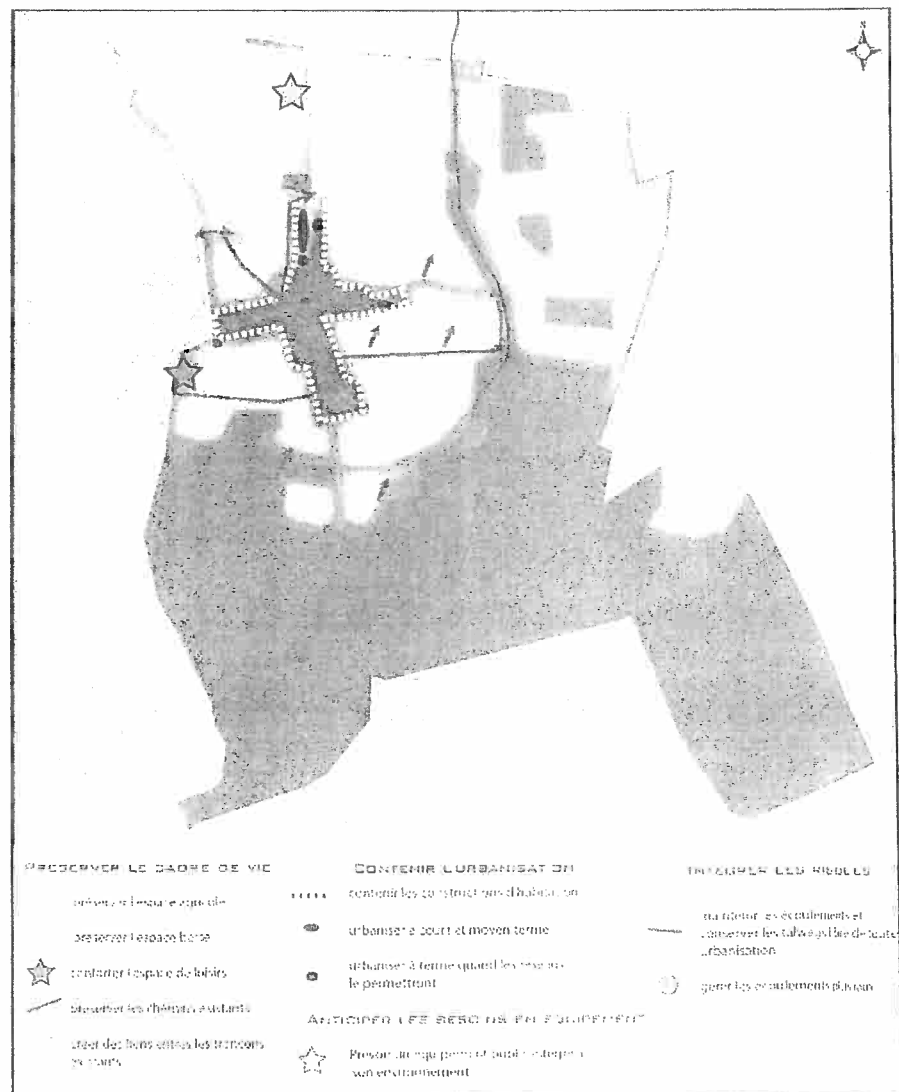 N
PRESERVER LE CADRE DE VIE
préserver l'espace agricole
préserver l'espace boisé
conforter l'espace de loisirs
préserver les chemins existants
créer des liens entres les tronçons
existants
CONTENIR L'URBANISATION
contenir les constructions d'habitation
urbaniser à court et moyen terme
urbaniser à terme quand les réseaux
le permettront
ANTICIPER LES BESOINS EN EQUIPEMENT
Prévoir un équipement public intégré à
son environnement
INTEGRER LES RISQUES
maintenir les écoulements et
conserver les talwegs libre de toute
urbanisation
gérer les écoulements pluviaux